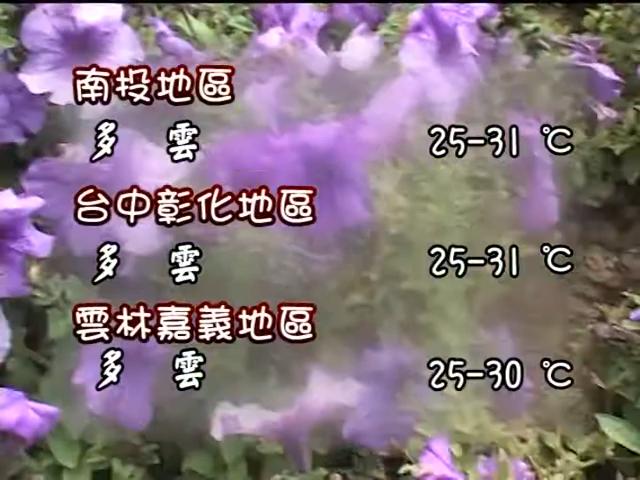 南投地區
多 雲 25-31 ℃
台中彰化地區
多 雲 25-31 ℃
雲林嘉義地區
多 雲 25-30 ℃